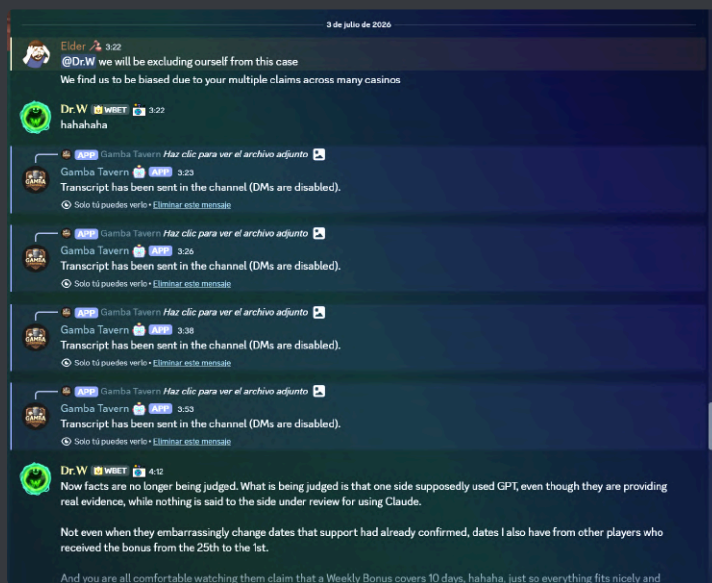 3 de julio de 2026
Elder 3:22
@Dr.W we will be excluding ourself from this case
We find us to be biased due to your multiple claims across many casinos
Dr.W WBET 3:22
hahahaha
APP Gamba Tavern Haz clic para ver el archivo adjunto
Gamba Tavern APP 3:23
Transcript has been sent in the channel (DMs are disabled).
Solo tú puedes verlo • Eliminar este mensaje
APP Gamba Tavern Haz clic para ver el archivo adjunto
Gamba Tavern APP 3:26
Transcript has been sent in the channel (DMs are disabled).
Solo tú puedes verlo • Eliminar este mensaje
APP Gamba Tavern Haz clic para ver el archivo adjunto
Gamba Tavern APP 3:38
Transcript has been sent in the channel (DMs are disabled).
Solo tú puedes verlo • Eliminar este mensaje
APP Gamba Tavern Haz clic para ver el archivo adjunto
Gamba Tavern APP 3:53
Transcript has been sent in the channel (DMs are disabled).
Solo tú puedes verlo • Eliminar este mensaje
Dr.W WBET 4:12
Now facts are no longer being judged. What is being judged is that one side supposedly used GPT, even though they are providing
real evidence, while nothing is said to the side under review for using Claude.
Not even when they embarrassingly change dates that support had already confirmed, dates I also have from other players who
received the bonus from the 25th to the 1st.
And you are all comfortable watching them claim that a Weekly Bonus covers 10 days, hahaha, just so everything fits nicely and